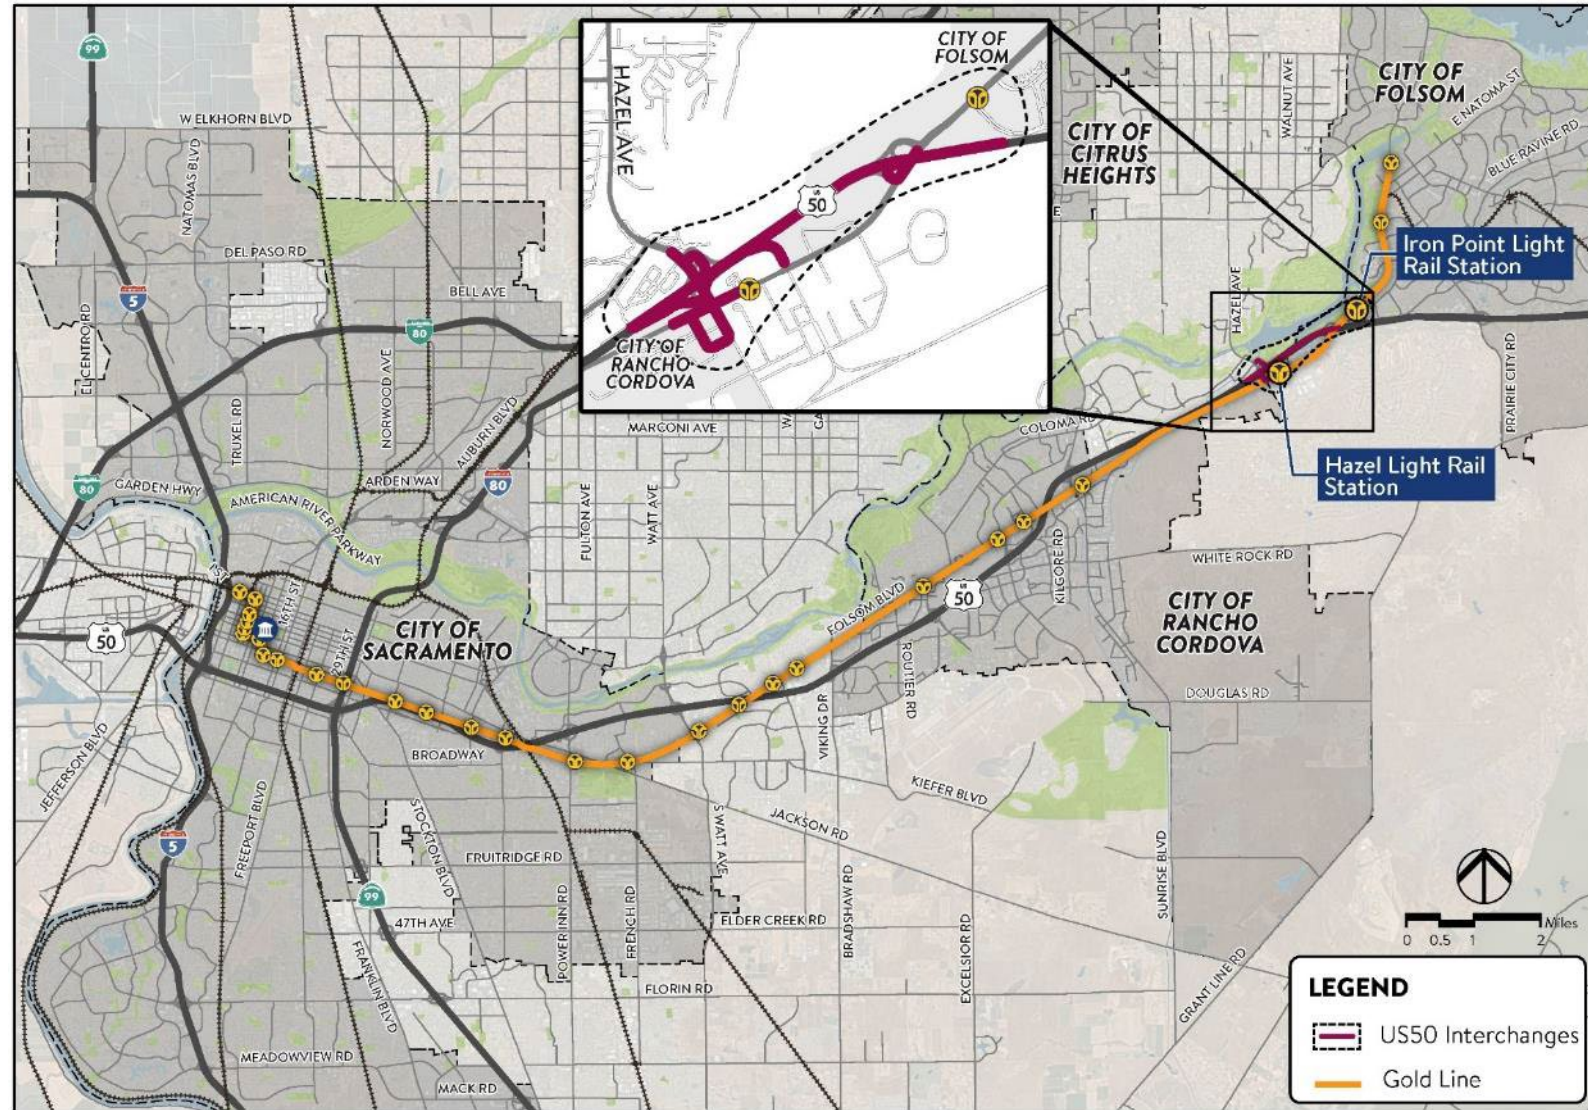 99
W ELKHORN BLVD
NATOMAS BLVD
DEL PASO RD
BELL AVE
5
80
EL CENTRO RD
TRUXEL RD
NORWOOD AVE
AUBURN BLVD
80
80
GARDEN HWY
ARDEN WAY
AMERICAN RIVER
PARKWAY
HAZEL AVE
CITY OF
FOLSOM
US
50
CITY OF
RANCHO
CORDOVA
CITY OF
CITRUS
HEIGHTS
WALNUT AVE
CITY OF
FOLSOM
E NATOMA ST
BLUE RAVINE RD
Iron Point Light
Rail Station
HAZEL AVE
PRAIRIE CITY RD
Hazel Light Rail
Station
MARCONI AVE
COLOMA RD
FULTON AVE
WATT AVE
KILGORE RD
WHITE ROCK RD
FOLSOM BLVD
US
50
CITY OF
RANCHO
CORDOVA
16TH ST
29TH ST
CITY OF
SACRAMENTO
US
50
ROUTIER RD
DOUGLAS RD
VIKING DR
BROADWAY
JEFFERSON BLVD
KIEFER BLVD
JACKSON RD
5
FREEPORT BLVD
STOCKTON BLVD
FRUITRIDGE RD
S WATT AVE
SUNRISE BLVD
99
47TH AVE
POWER INN RD
FRENCH RD
ELDER CREEK RD
BRADSHAW RD
EXCELSIOR RD
FRANKLIN BLVD
FLORIN RD
GRANT LINE RD
MEADOWVIEW RD
MACK RD
Miles
0 0.5 1 2
LEGEND
US50 Interchanges
Gold Line